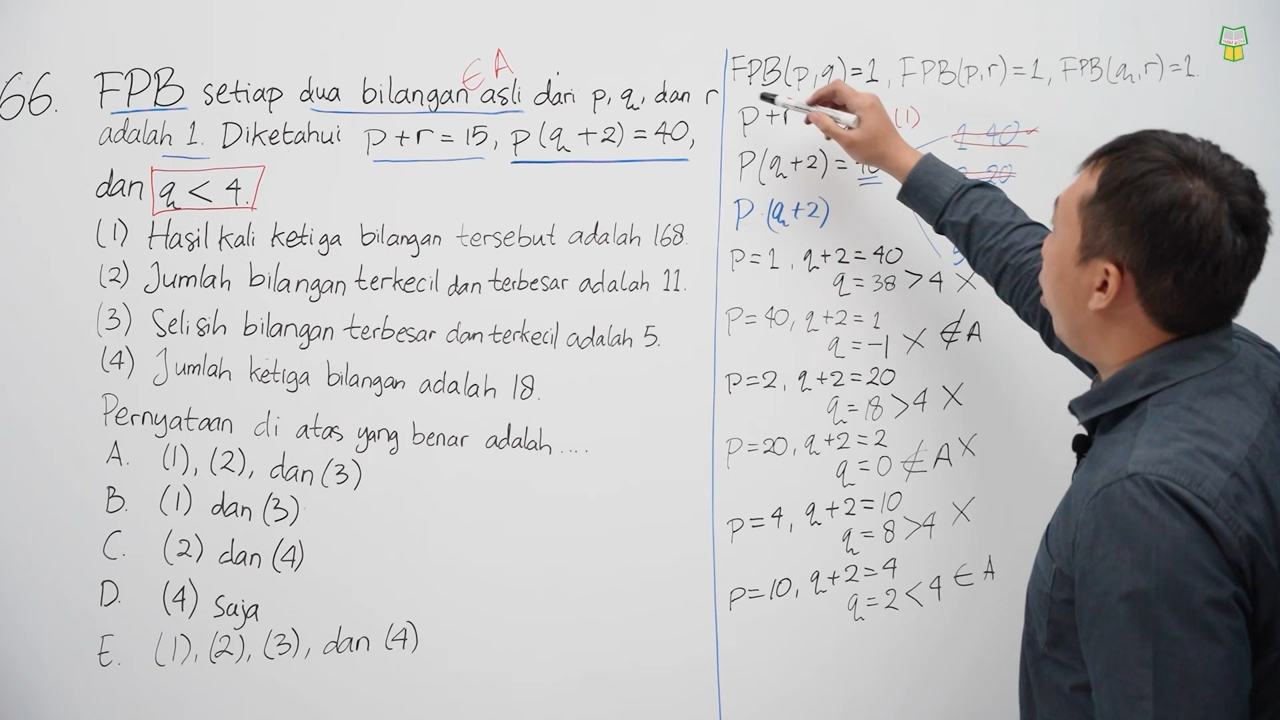 66. FPB setiap dua bilangan asli dari p, q, dan r
∈ A
adalah 1. Diketahui p + r = 15, p(q + 2) = 40,
dan q < 4.
(1) Hasil kali ketiga bilangan tersebut adalah 168.
(2) Jumlah bilangan terkecil dan terbesar adalah 11.
(3) Selisih bilangan terbesar dan terkecil adalah 5.
(4) Jumlah ketiga bilangan adalah 18.
Pernyataan di atas yang benar adalah ....
A. (1), (2), dan (3)
B. (1) dan (3)
C. (2) dan (4)
D. (4) saja
E. (1), (2), (3), dan (4)
FPB(p,q)=1, FPB(p,r)=1, FPB(q,r)=1.
p+r (1)
p(q+2) = 40
1 40
20
p.(q+2)
5
p=1, q+2=40
q=38>4 X
p=40, q+2=1
q=-1 X ∉A
p=2, q+2=20
q=18>4 X
p=20, q+2=2
q=0 ∉A X
p=4, q+2=10
q=8>4 X
p=10, q+2=4
q=2<4 ∈ A